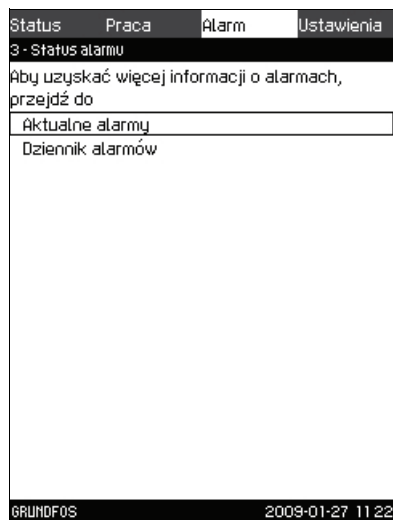 Status Praca Alarm Ustawienia
3 - Status alarmu
Aby uzyskać więcej informacji o alarmach,
przejdź do
Aktualne alarmy
Dziennik alarmów
GRUNDFOS 2009-01-27 11:22